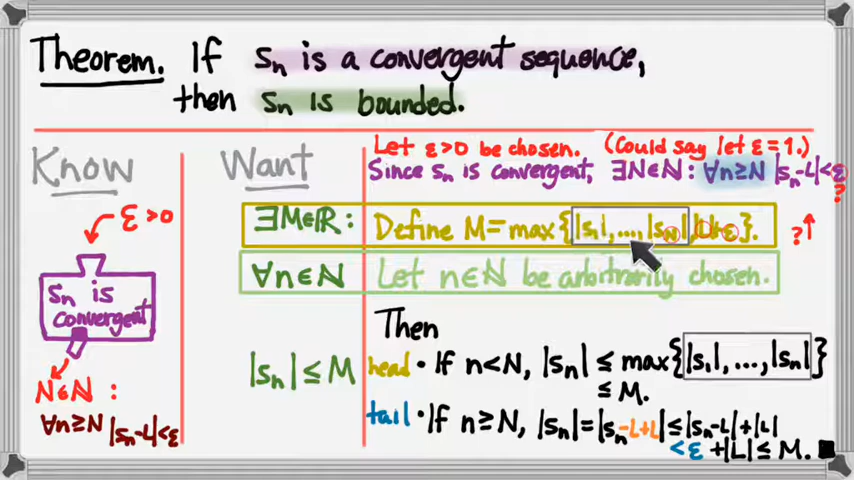 Theorem. If sₙ is a convergent sequence,
then sₙ is bounded.
Know
ε>0
sₙ is
convergent
N∈ℕ :
∀n≥N |sₙ-L|<ε
Want
Let ε>0 be chosen. (Could say let ε=1.)
Since sₙ is convergent, ∃N∈ℕ: ∀n≥N |sₙ-L|<ε
?
∃M∈ℝ: Define M=max{|s₁|,...,|s_N|,|L|+ε}. ?↑
∀n∈ℕ Let n∈ℕ be arbitrarily chosen.
|sₙ|≤M
Then
head • If n<N, |sₙ| ≤ max{|s₁|,...,|s_N|}
≤ M.
tail • If n≥N, |sₙ|=|sₙ-L+L|≤|sₙ-L|+|L|
<ε+|L|≤M. ■